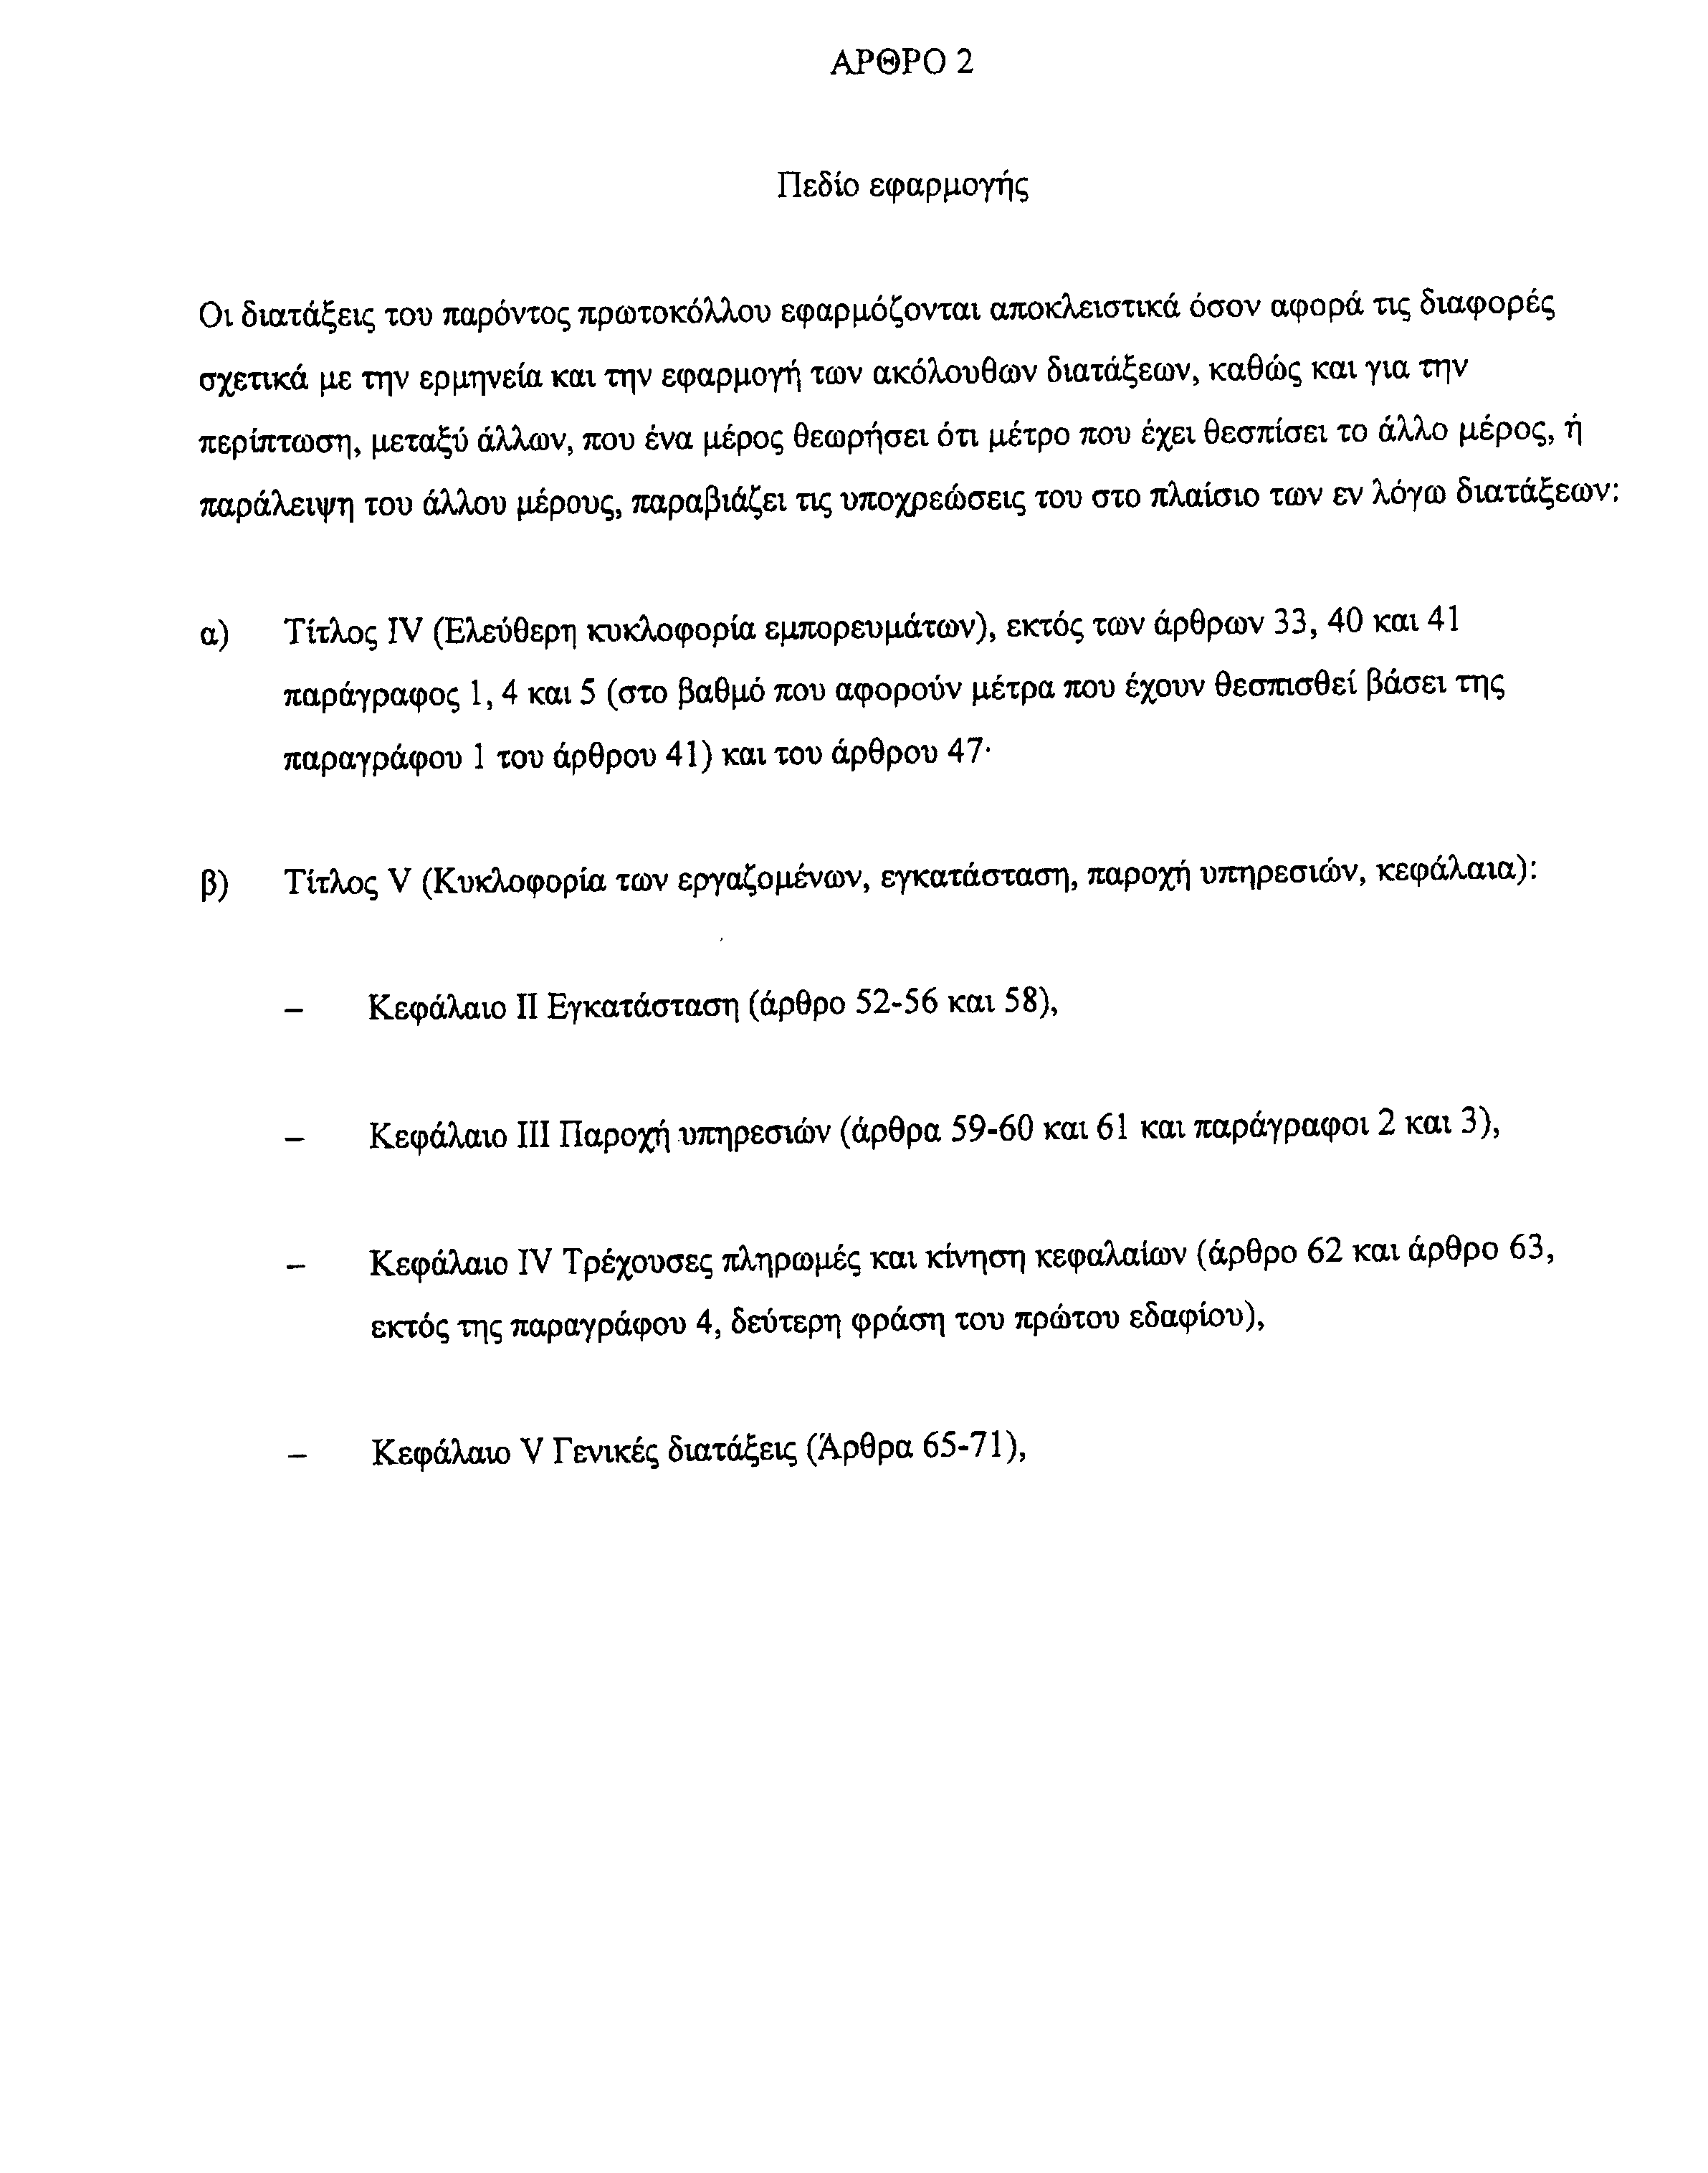 ΑΡΘΡΟ 2
Πεδίο εφαρμογής
Οι διατάξεις του παρόντος πρωτοκόλλου εφαρμόζονται αποκλειστικά όσον αφορά τις διαφορές
σχετικά με την ερμηνεία και την εφαρμογή των ακόλουθων διατάξεων, καθώς και για την
περίπτωση, μεταξύ άλλων, που ένα μέρος θεωρήσει ότι μέτρο που έχει θεσπίσει το άλλο μέρος, ή
παράλειψη του άλλου μέρους, παραβιάζει τις υποχρεώσεις του στο πλαίσιο των εν λόγω διατάξεων:
α) Τίτλος IV (Ελεύθερη κυκλοφορία εμπορευμάτων), εκτός των άρθρων 33, 40 και 41
παράγραφος 1, 4 και 5 (στο βαθμό που αφορούν μέτρα που έχουν θεσπισθεί βάσει της
παραγράφου 1 του άρθρου 41) και του άρθρου 47·
β) Τίτλος V (Κυκλοφορία των εργαζομένων, εγκατάσταση, παροχή υπηρεσιών, κεφάλαια):
– Κεφάλαιο II Εγκατάσταση (άρθρο 52-56 και 58),
– Κεφάλαιο III Παροχή υπηρεσιών (άρθρα 59-60 και 61 και παράγραφοι 2 και 3),
– Κεφάλαιο IV Τρέχουσες πληρωμές και κίνηση κεφαλαίων (άρθρο 62 και άρθρο 63,
εκτός της παραγράφου 4, δεύτερη φράση του πρώτου εδαφίου),
– Κεφάλαιο V Γενικές διατάξεις (Άρθρα 65-71),